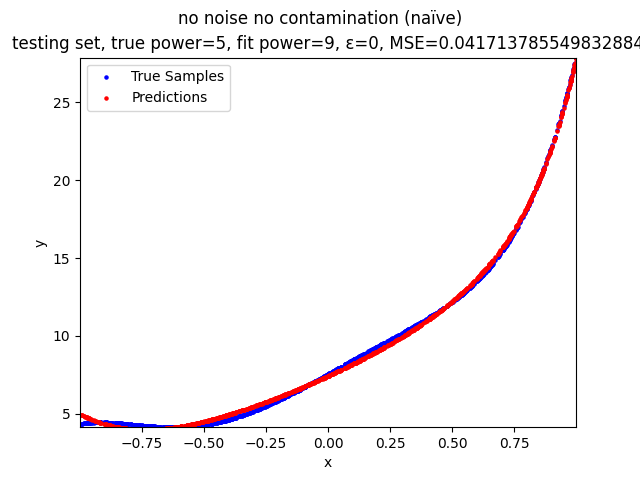 no noise no contamination (naïve)
testing set, true power=5, fit power=9, ε=0, MSE=0.041713785549832884
True Samples
Predictions
25
20
15
10
5
y
−0.75 −0.50 −0.25 0.00 0.25 0.50 0.75
x